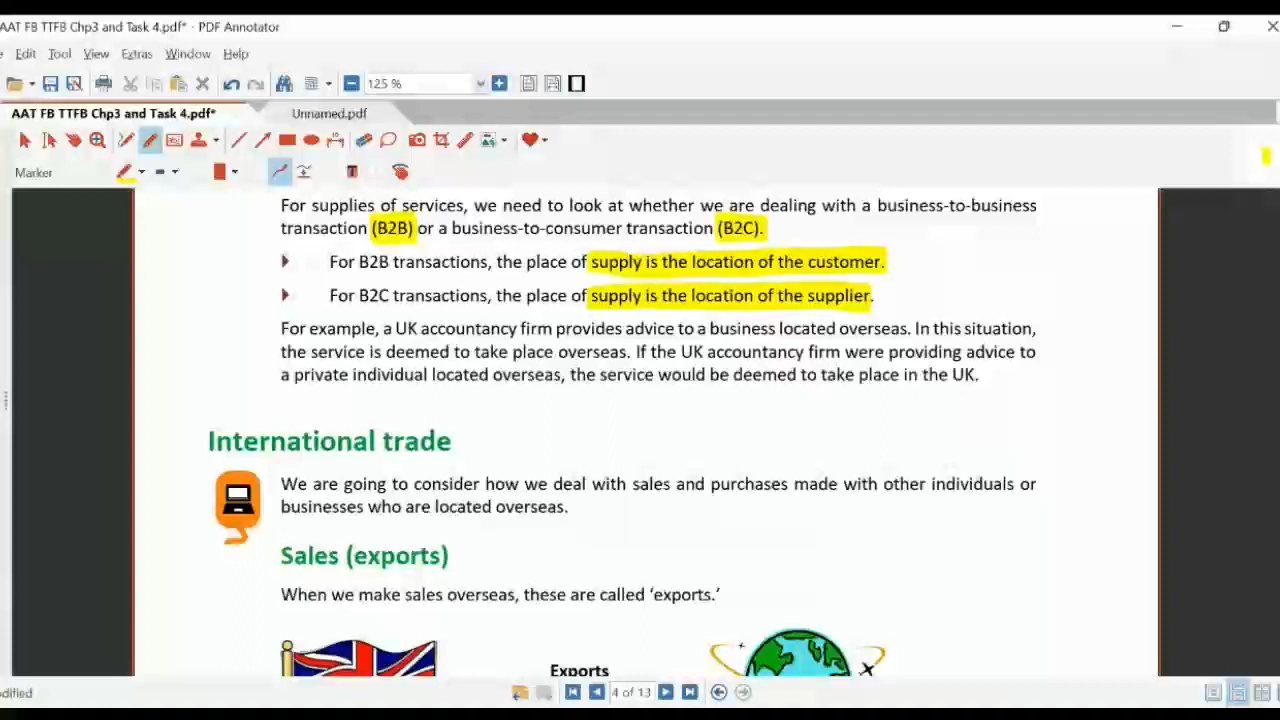 AAT FB TTFB Chp3 and Task 4.pdf* - PDF Annotator
Edit Tool View Extras Window Help
125 %
AAT FB TTFB Chp3 and Task 4.pdf* Unnamed.pdf
Marker
For supplies of services, we need to look at whether we are dealing with a business-to-business
transaction (B2B) or a business-to-consumer transaction (B2C).
For B2B transactions, the place of supply is the location of the customer.
For B2C transactions, the place of supply is the location of the supplier.
For example, a UK accountancy firm provides advice to a business located overseas. In this situation,
the service is deemed to take place overseas. If the UK accountancy firm were providing advice to
a private individual located overseas, the service would be deemed to take place in the UK.
International trade
We are going to consider how we deal with sales and purchases made with other individuals or
businesses who are located overseas.
Sales (exports)
When we make sales overseas, these are called ‘exports.’
Exports
4 of 13